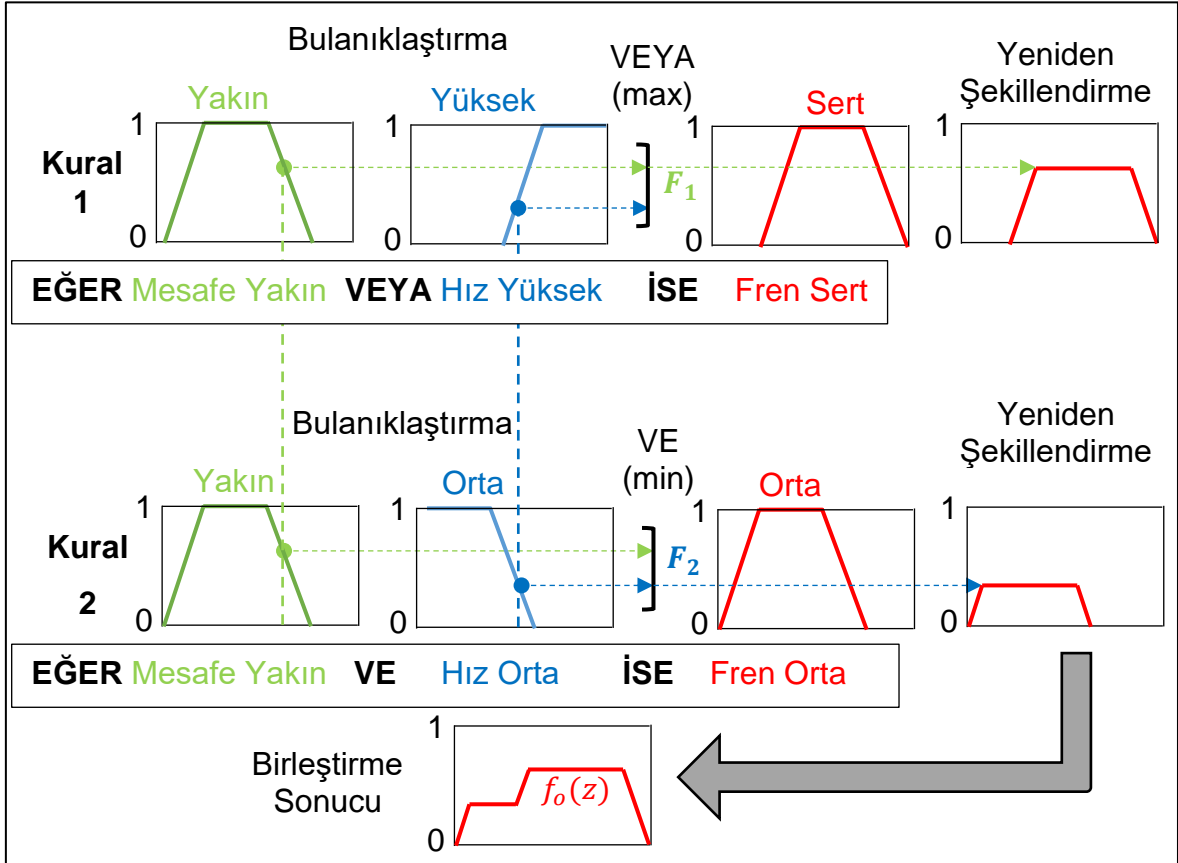 Bulanıklaştırma
VEYA
(max)
Yeniden
Şekillendirme
Yakın
Yüksek
Sert
1
1
1
1
Kural
1
F₁
0
0
0
0
EĞER Mesafe Yakın VEYA Hız Yüksek İSE Fren Sert
Bulanıklaştırma
VE
(min)
Yeniden
Şekillendirme
Yakın
Orta
Orta
1
1
1
1
Kural
2
F₂
0
0
0
0
EĞER Mesafe Yakın VE Hız Orta İSE Fren Orta
1
Birleştirme
Sonucu
fₒ(z)
0